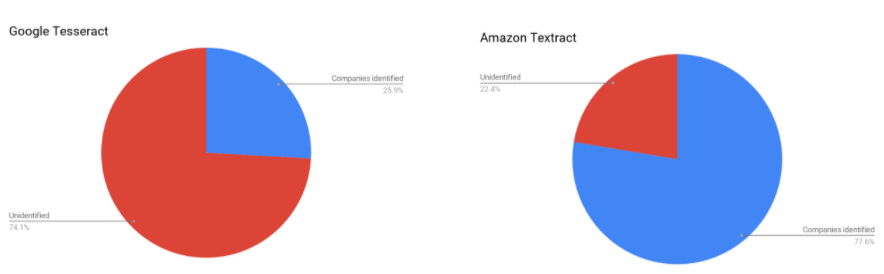 Google Tesseract
Companies identified
25.9%
Unidentified
74.1%
Amazon Textract
Unidentified
22.4%
Companies identified
77.6%